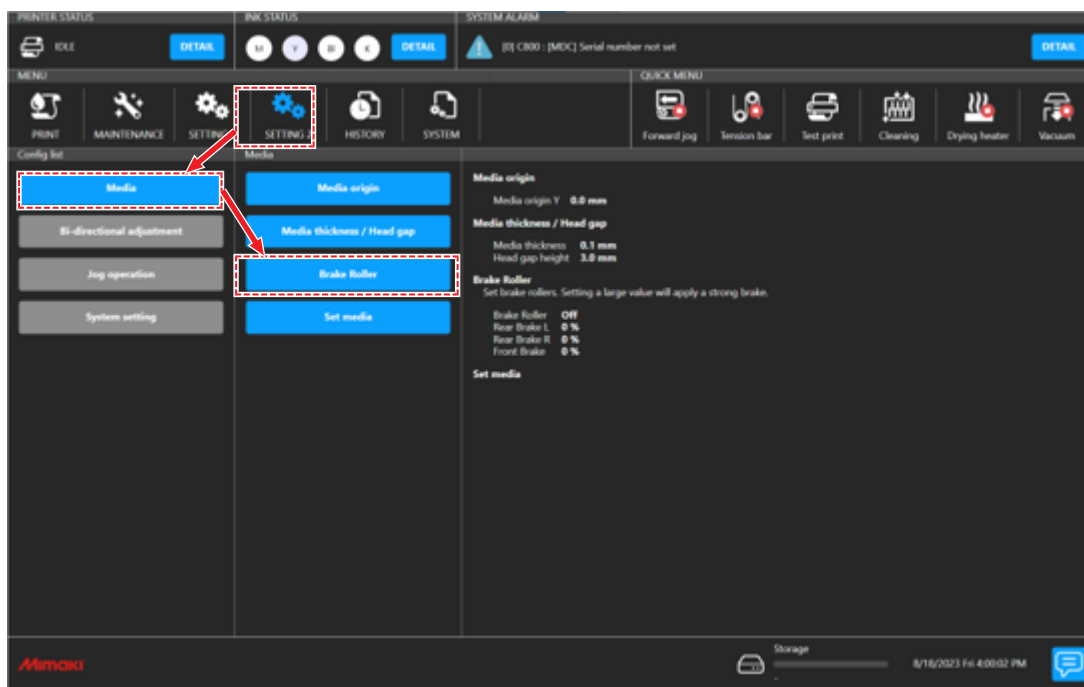 PRINTER STATUS
INK STATUS
SYSTEM ALARM
IDLE
DETAIL
M
Y
K
DETAIL
[0] C800 : [MDC] Serial number not set
DETAIL
MENU
QUICK MENU
PRINT
MAINTENANCE
SETTING
SETTING 2
HISTORY
SYSTEM
Forward jog
Tension bar
Test print
Cleaning
Drying heater
Vacuum
Config list
Media
Media
Bi-directional adjustment
Jog operation
System setting
Media origin
Media thickness / Head gap
Brake Roller
Set media
Media origin
Media origin Y 0.0 mm
Media thickness / Head gap
Media thickness 0.1 mm
Head gap height 3.0 mm
Brake Roller
Set brake rollers. Setting a large value will apply a strong brake.
Brake Roller Off
Rear Brake L 0 %
Rear Brake R 0 %
Front Brake 0 %
Set media
Mimaki
Storage
-
8/18/2023 Fri 4:00:02 PM